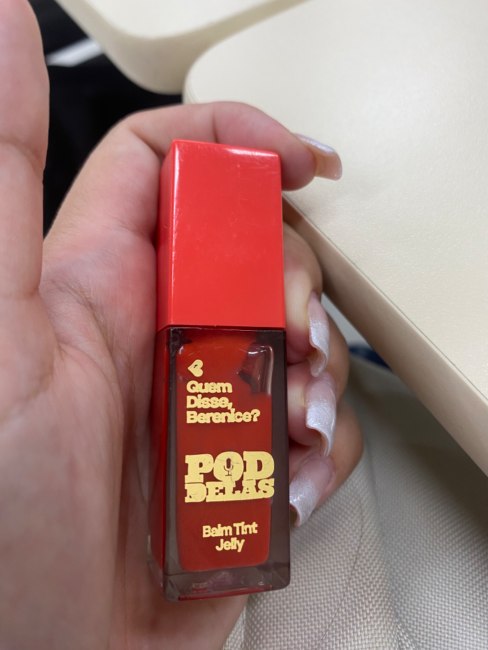 Quem
Disse,
Berenice?
POD
DELAS
Balm Tint
Jelly